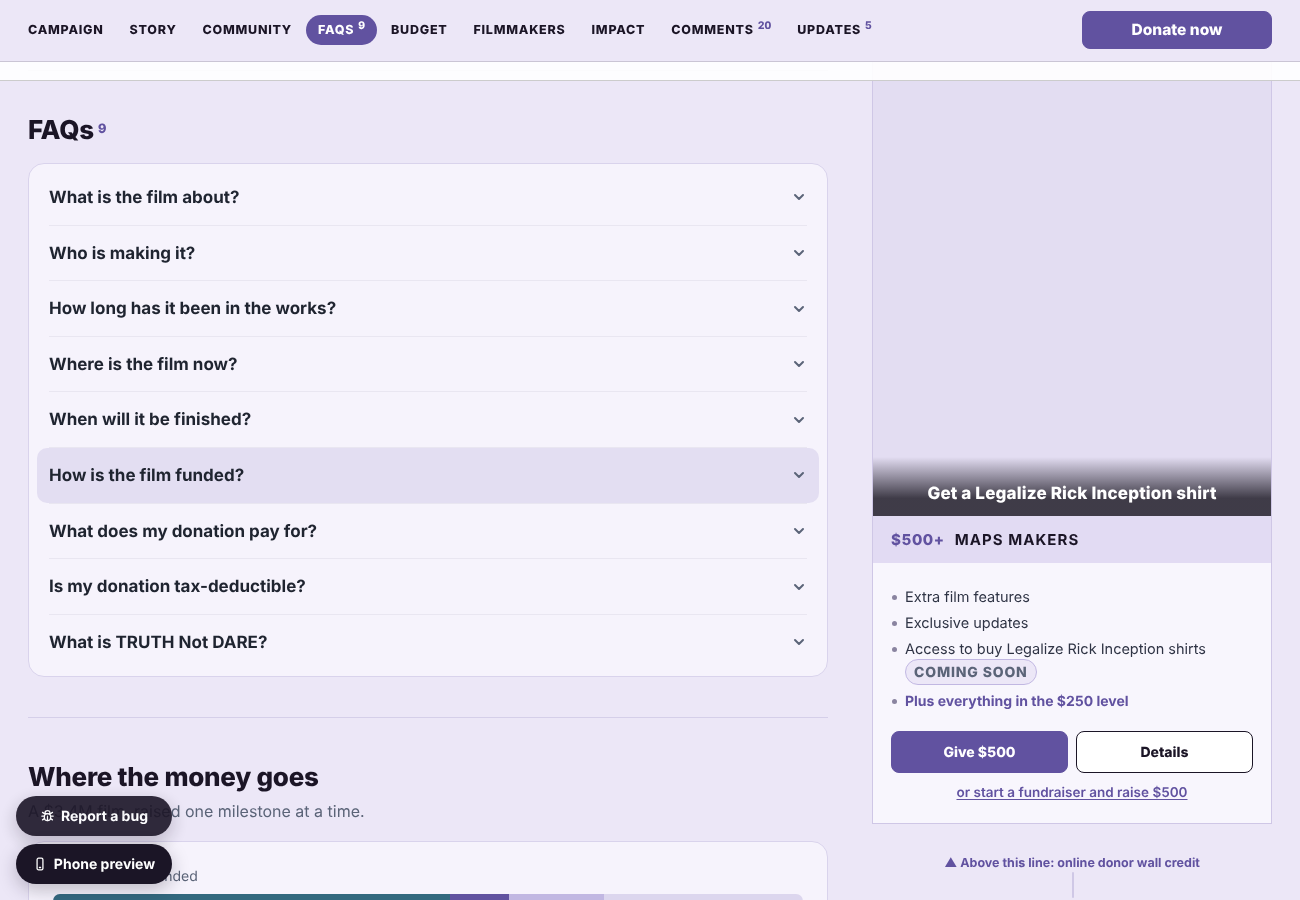 CAMPAIGN STORY COMMUNITY FAQS 9 BUDGET FILMMAKERS IMPACT COMMENTS 20 UPDATES 5 Donate now
FAQs 9
What is the film about?
Who is making it?
How long has it been in the works?
Where is the film now?
When will it be finished?
How is the film funded?
What does my donation pay for?
Is my donation tax-deductible?
What is TRUTH Not DARE?
Where the money goes
one milestone at a time.
Report a bug
Phone preview
Get a Legalize Rick Inception shirt
$500+ MAPS MAKERS
Extra film features
Exclusive updates
Access to buy Legalize Rick Inception shirts
COMING SOON
Plus everything in the $250 level
Give $500 Details
or start a fundraiser and raise $500
▲ Above this line: online donor wall credit